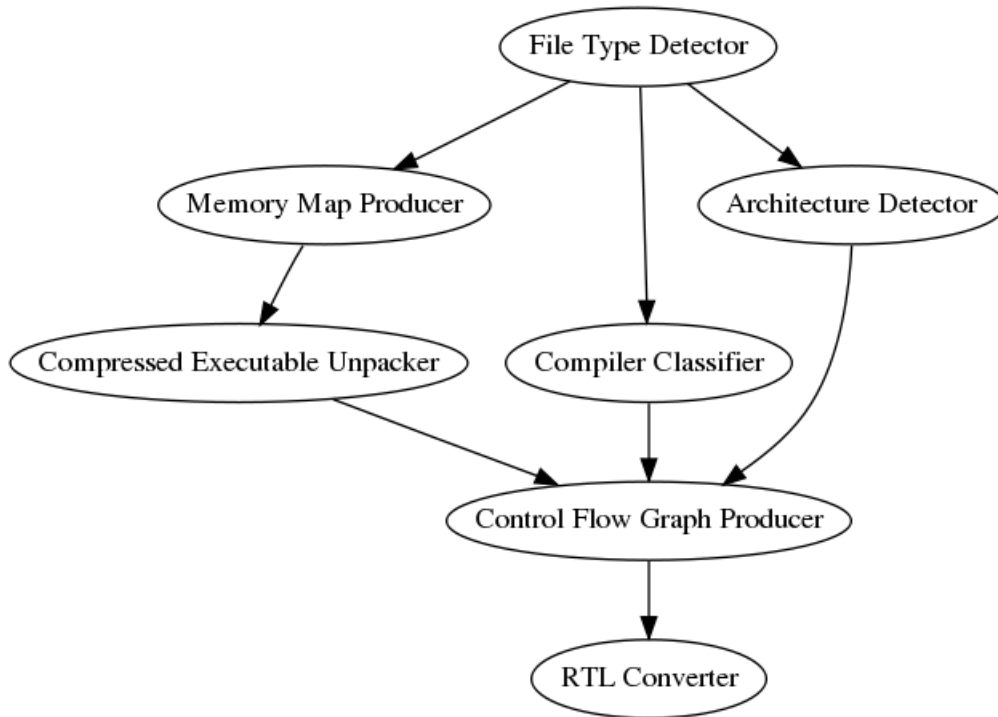 File Type Detector
Memory Map Producer
Architecture Detector
Compressed Executable Unpacker
Compiler Classifier
Control Flow Graph Producer
RTL Converter